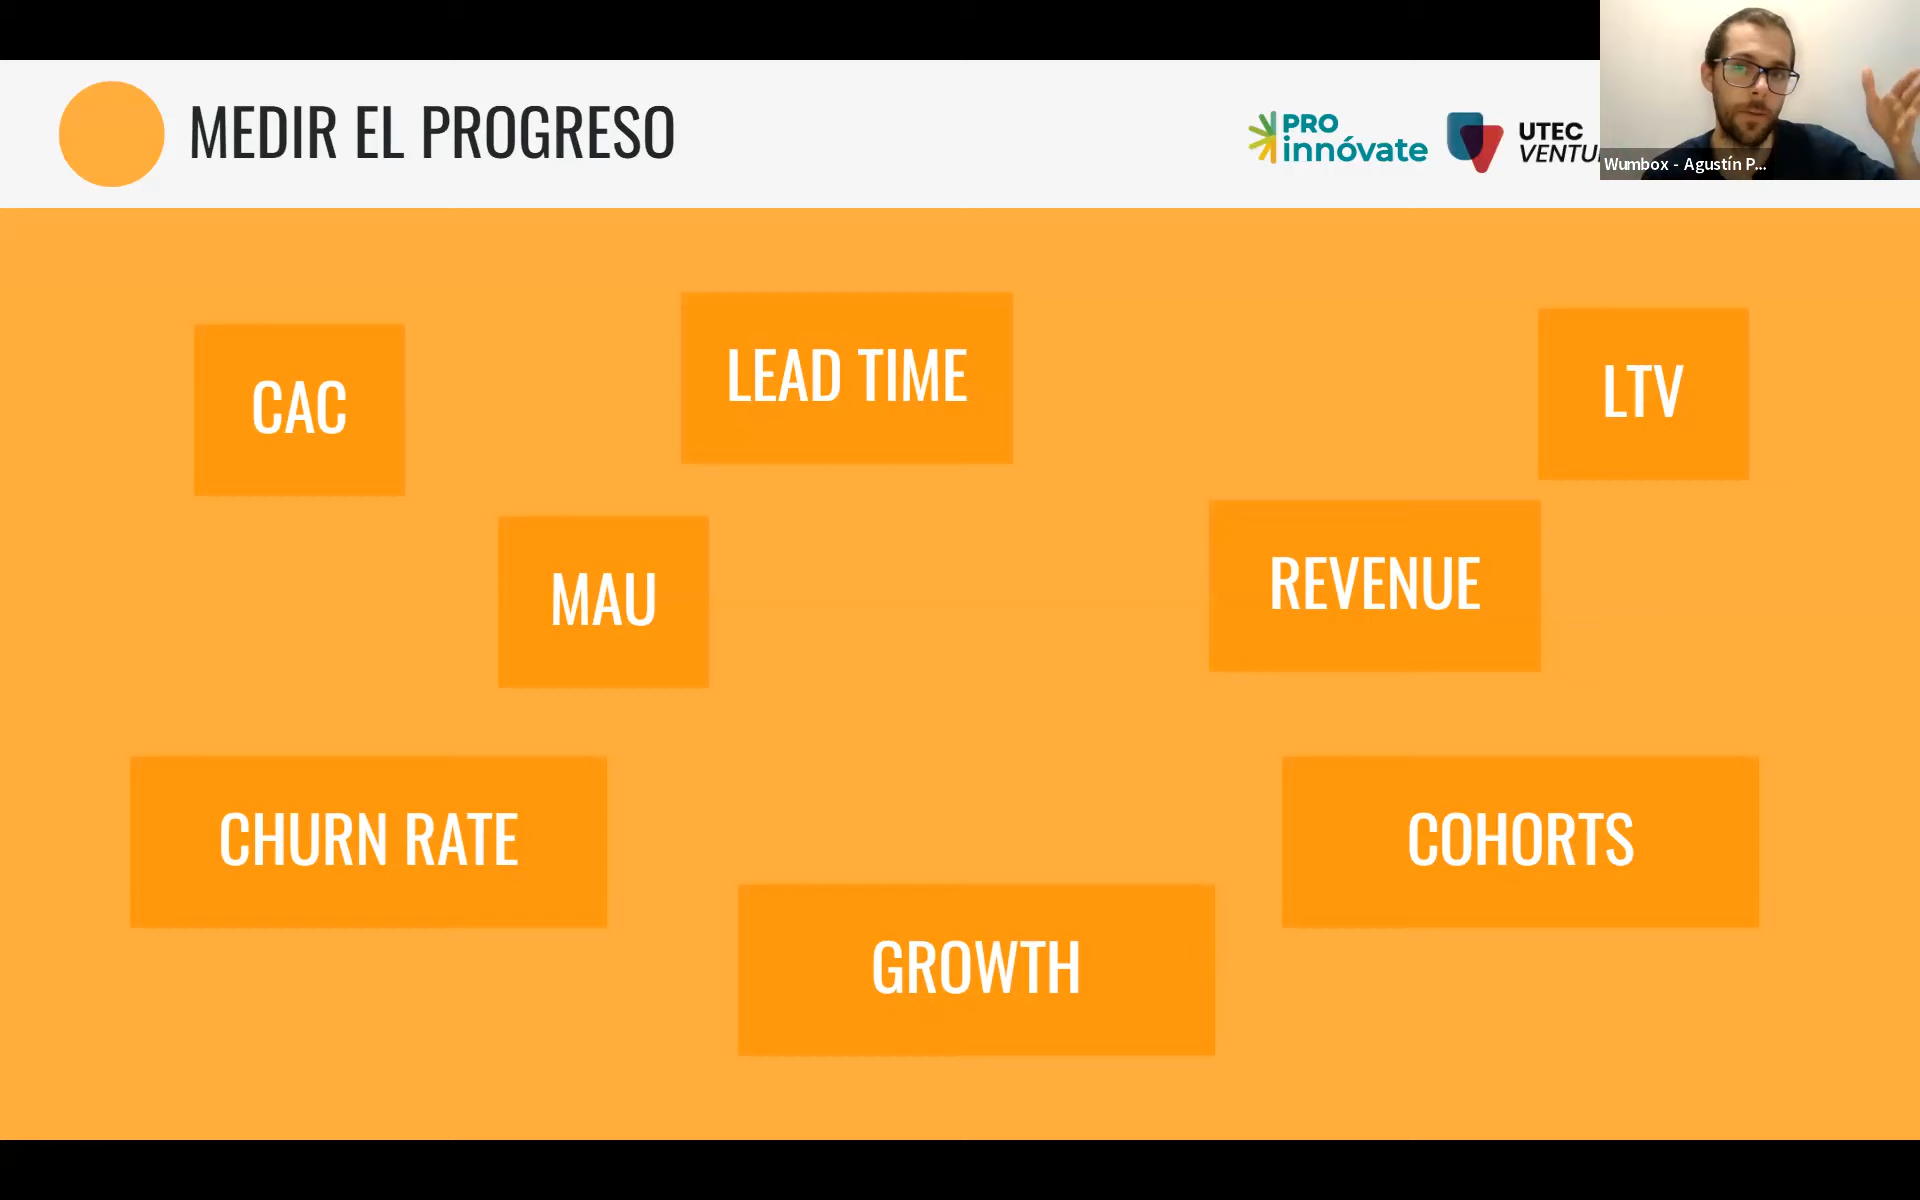 MEDIR EL PROGRESO
PRO
innóvate
UTEC
VENTU
Wumbox - Agustín P...
CAC
LEAD TIME
LTV
MAU
REVENUE
CHURN RATE
COHORTS
GROWTH